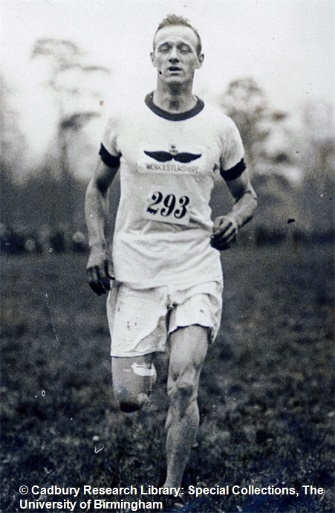 WORCESTERSHIRE
293
© Cadbury Research Library: Special Collections, The
University of Birmingham